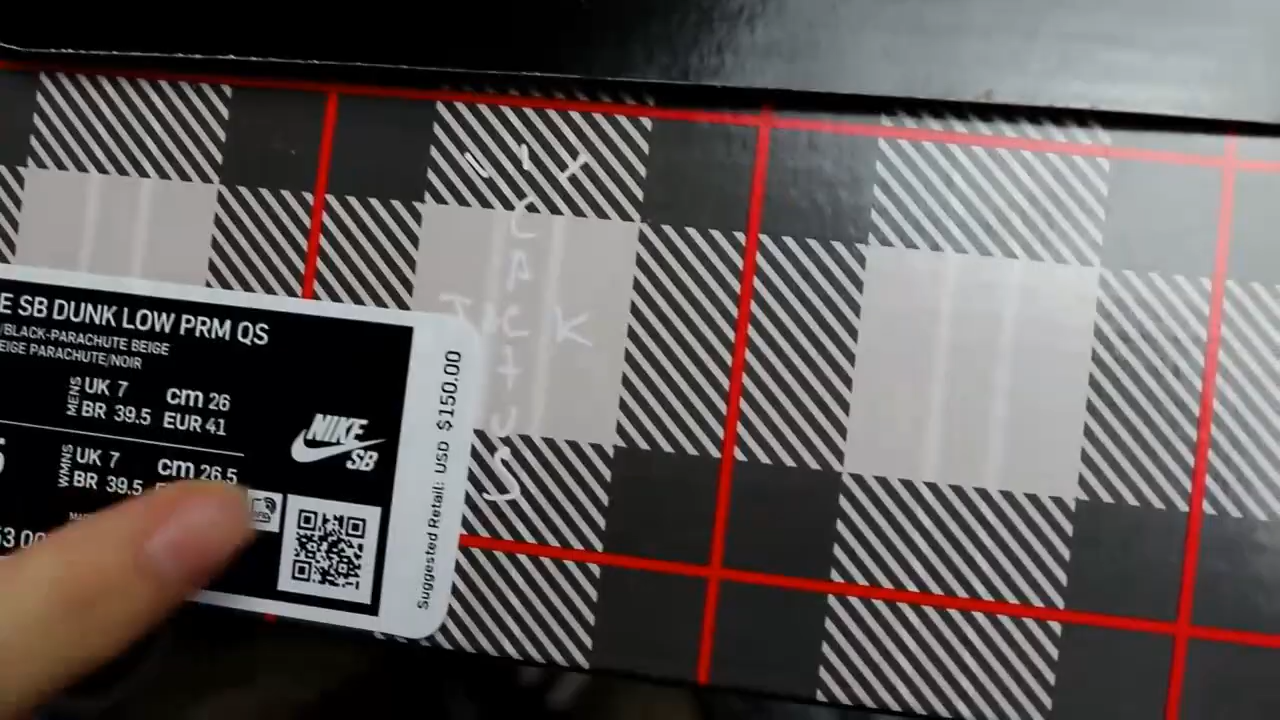 E SB DUNK LOW PRM QS
/BLACK-PARACHUTE BEIGE
EIGE PARACHUTE/NOIR
MENS UK 7 cm 26
BR 39.5 EUR 41
WMNS UK 7 cm 26.5
BR 39.5
53 00
NIKE
SB
Suggested Retail: USD $150.00
CACTUS
JACK